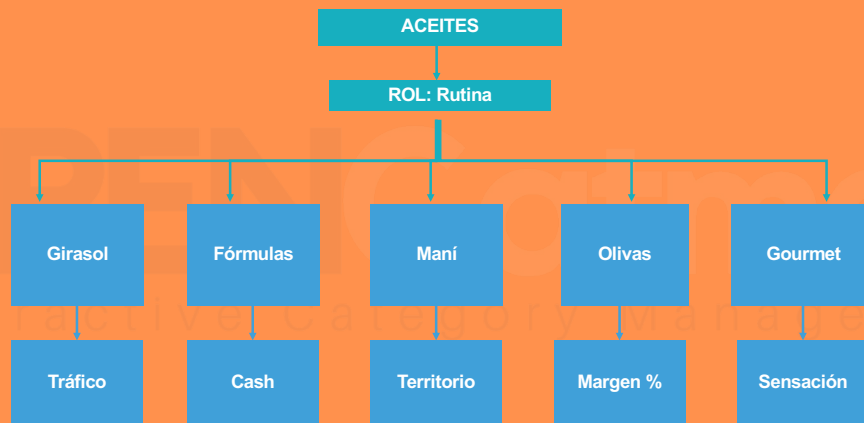 ACEITES
ROL: Rutina
Girasol
Fórmulas
Maní
Olivas
Gourmet
Tráfico
Cash
Territorio
Margen %
Sensación